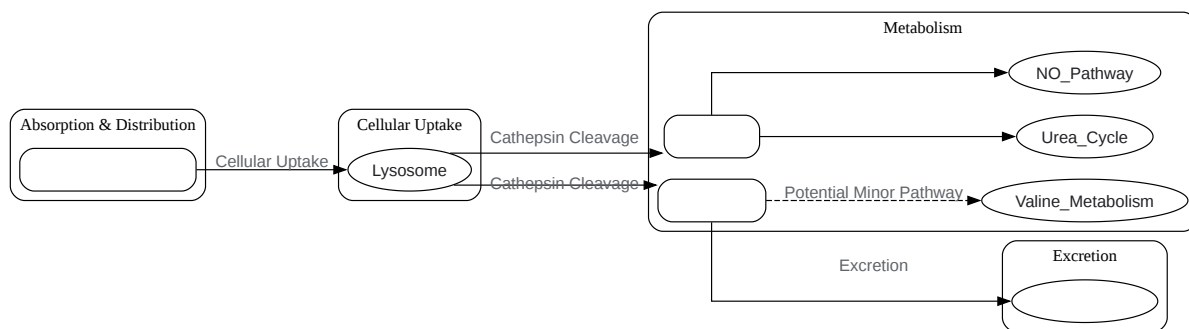 Metabolism
NO_Pathway
Absorption & Distribution
Cellular Uptake
Cathepsin Cleavage
Urea_Cycle
Cellular Uptake
Lysosome
Cathepsin Cleavage
Potential Minor Pathway
Valine_Metabolism
Excretion
Excretion